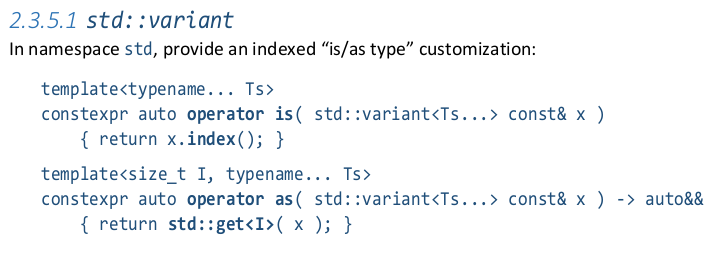 2.3.5.1 std::variant
In namespace std, provide an indexed “is/as type” customization:
template<typename... Ts>
constexpr auto operator is( std::variant<Ts...> const& x )
{ return x.index(); }
template<size_t I, typename... Ts>
constexpr auto operator as( std::variant<Ts...> const& x ) -> auto&&
{ return std::get<I>( x ); }